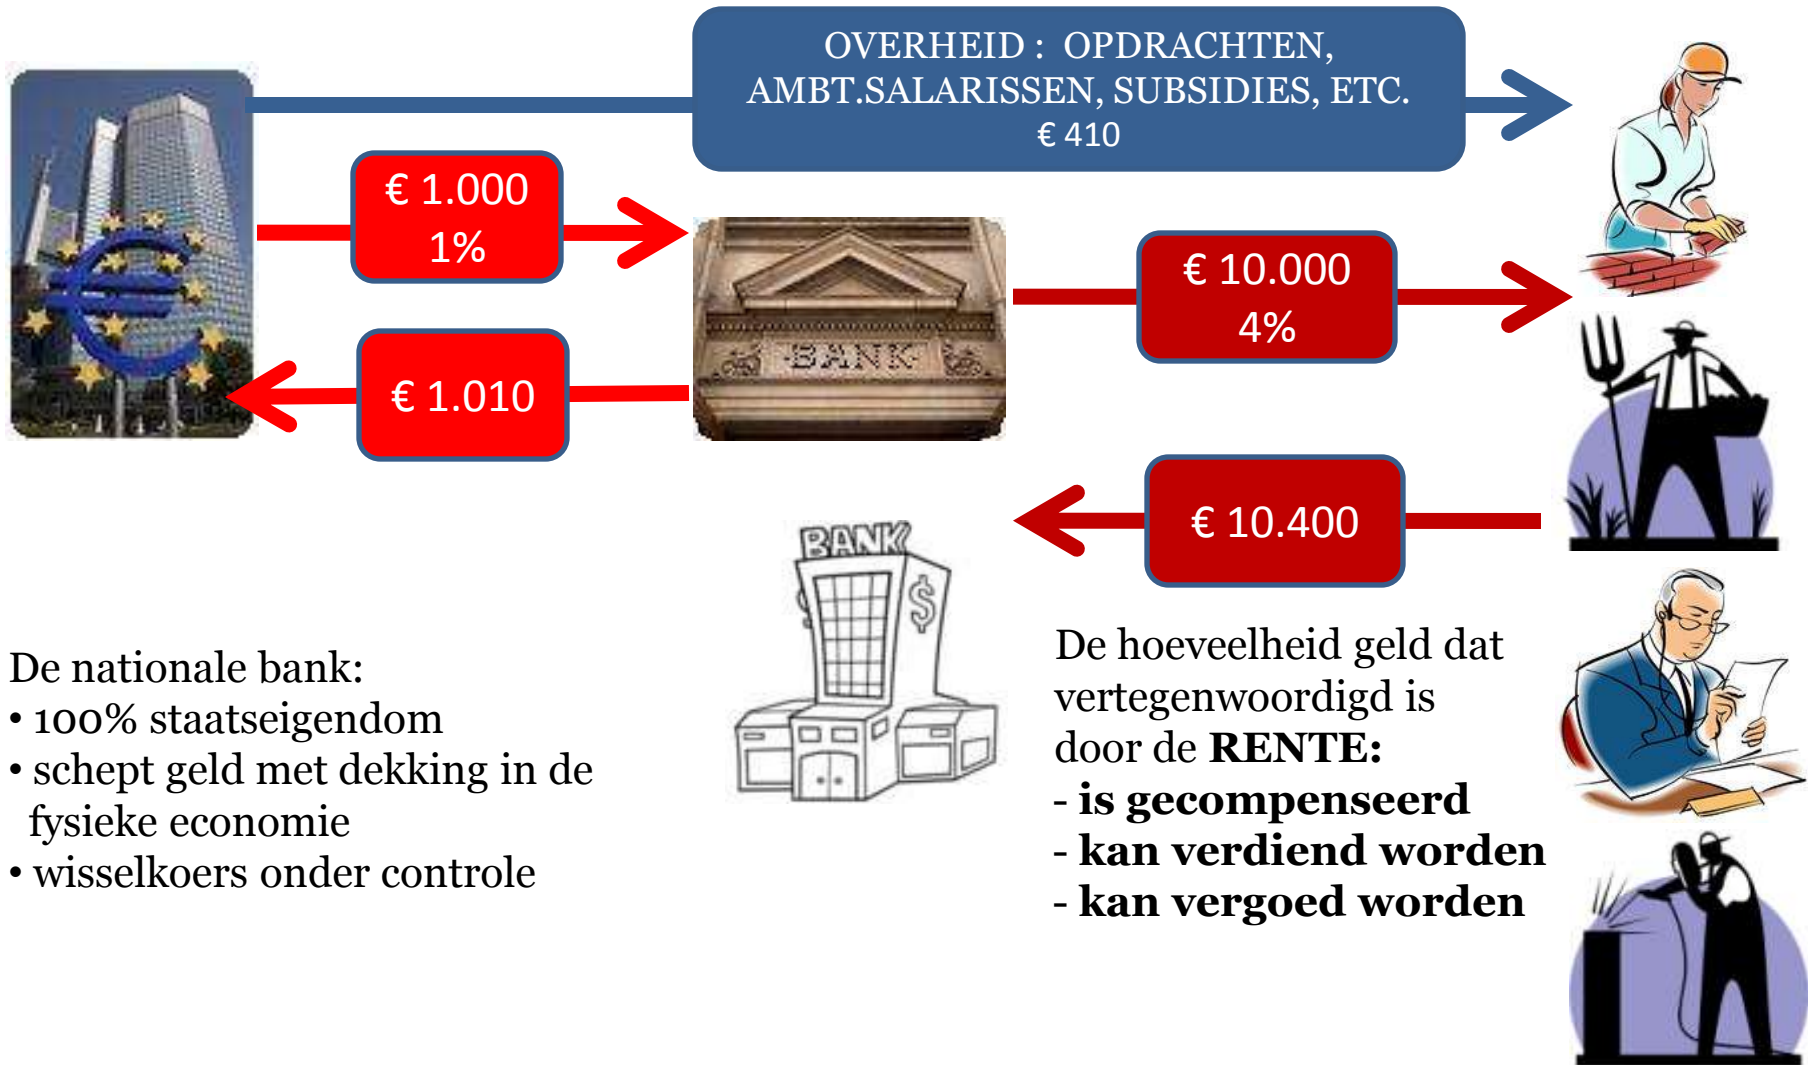 OVERHEID : OPDRACHTEN,
AMBT.SALARISSEN, SUBSIDIES, ETC.
€ 410
€ 1.000
1%
€ 10.000
4%
BANK
€ 1.010
€ 10.400
BANK
$
De nationale bank:
• 100% staatseigendom
• schept geld met dekking in de
fysieke economie
• wisselkoers onder controle
De hoeveelheid geld dat
vertegenwoordigd is
door de RENTE:
- is gecompenseerd
- kan verdiend worden
- kan vergoed worden